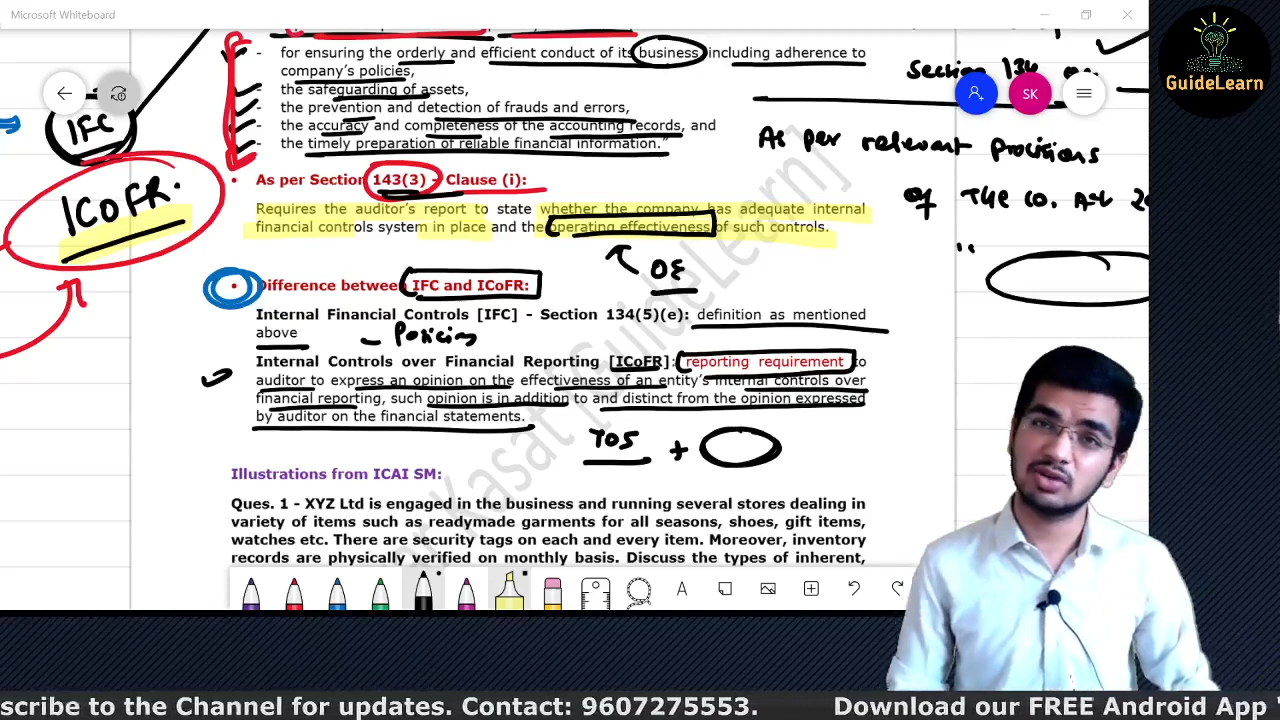 Microsoft Whiteboard
for ensuring the orderly and efficient conduct of its business including adherence to
company's policies,
- the safeguarding of assets,
- the prevention and detection of frauds and errors,
- the accuracy and completeness of the accounting records, and
- the timely preparation of reliable financial information."
• As per Section 143(3) - Clause (i):
Requires the auditor's report to state whether the company has adequate internal
financial controls system in place and the operating effectiveness of such controls.
OE
• Difference between IFC and ICoFR:
Internal Financial Controls [IFC] - Section 134(5)(e): definition as mentioned
above
- Policies
Internal Controls over Financial Reporting [ICoFR]: reporting requirement to
auditor to express an opinion on the effectiveness of an entity's internal controls over
financial reporting, such opinion is in addition to and distinct from the opinion expressed
by auditor on the financial statements.
TOS +
Illustrations from ICAI SM:
Ques. 1 - XYZ Ltd is engaged in the business and running several stores dealing in
variety of items such as readymade garments for all seasons, shoes, gift items,
watches etc. There are security tags on each and every item. Moreover, inventory
records are physically verified on monthly basis. Discuss the types of inherent,
IFC
ICoFR.
Section 134
As per relevant provisions
of The Co. Act 20
SK
GuideLearn
Kasat [GuideLearn]
scribe to the Channel for updates. Contact: 9607275553. Download our FREE Android App